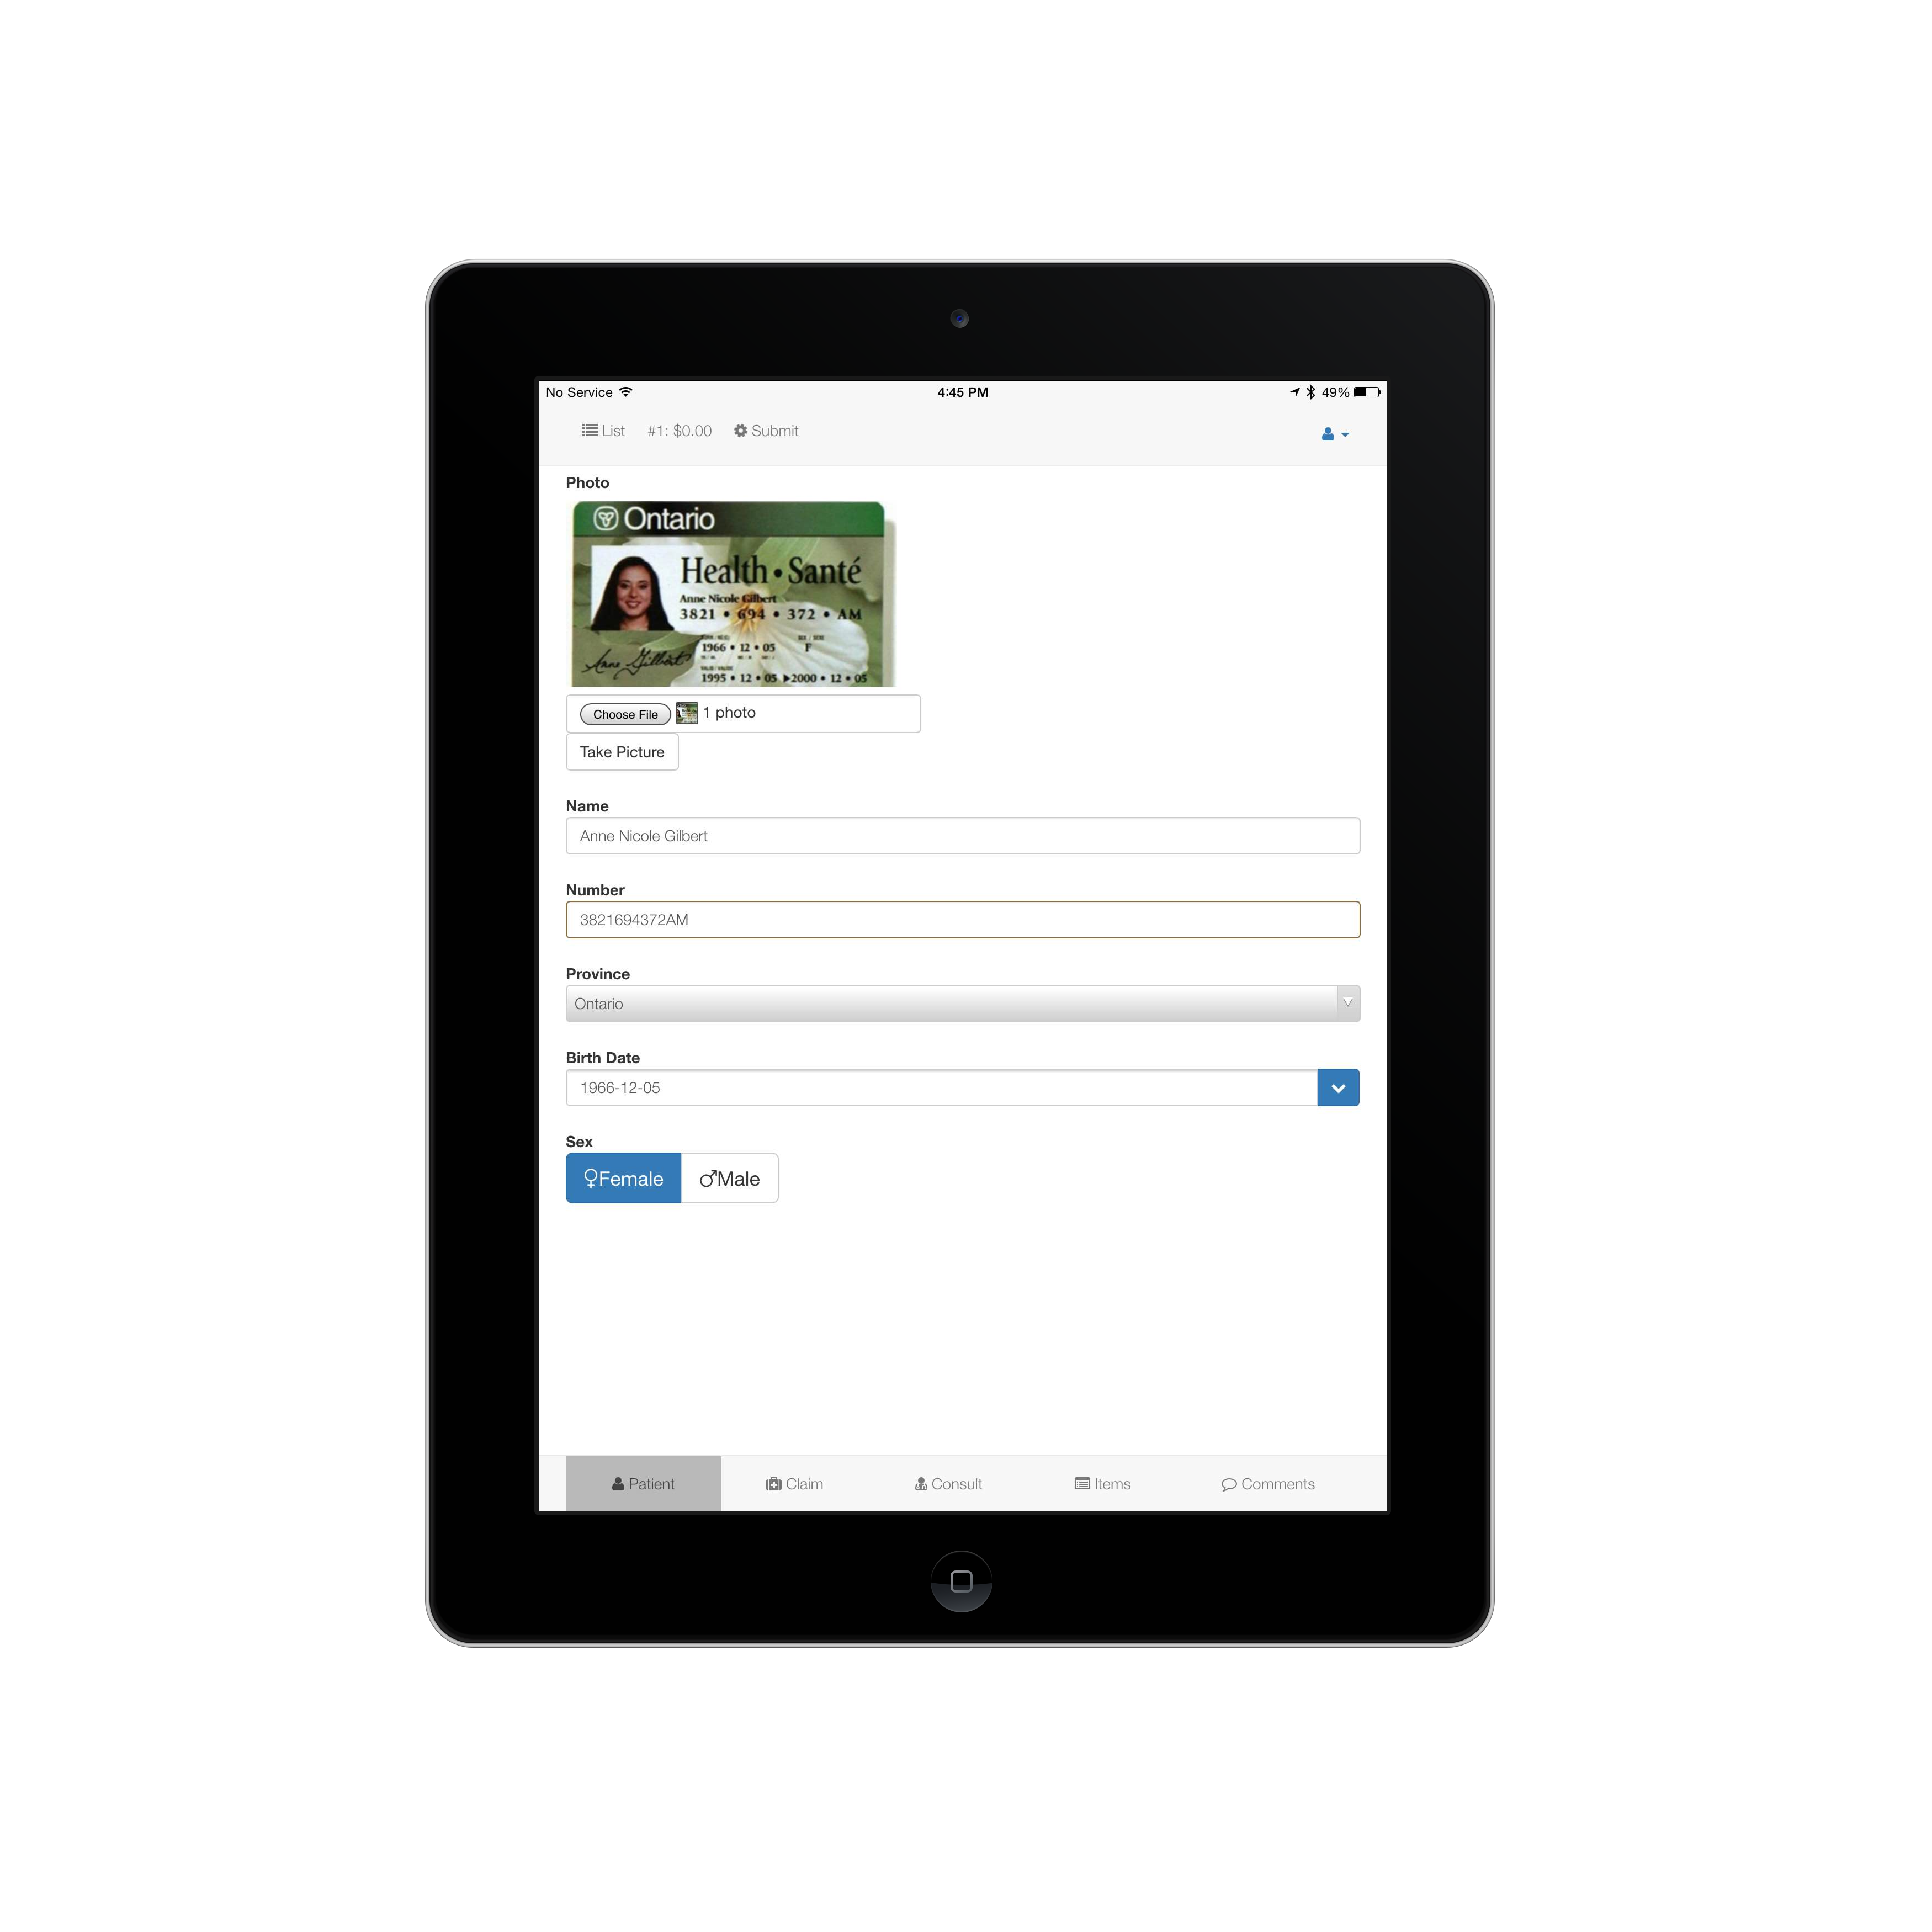 No Service 4:45 PM 49%
List #1: $0.00 Submit
Photo
Ontario
Health • Santé
Anne Nicole Gilbert
3821 • 694 • 372 • AM
1966 • 12 • 05 F
Anne Gilbert
1995 • 12 • 05 ▶2000 • 12 • 05
Choose File 1 photo
Take Picture
Name
Anne Nicole Gilbert
Number
3821694372AM
Province
Ontario
Birth Date
1966-12-05
Sex
♀Female ♂Male
Patient Claim Consult Items Comments